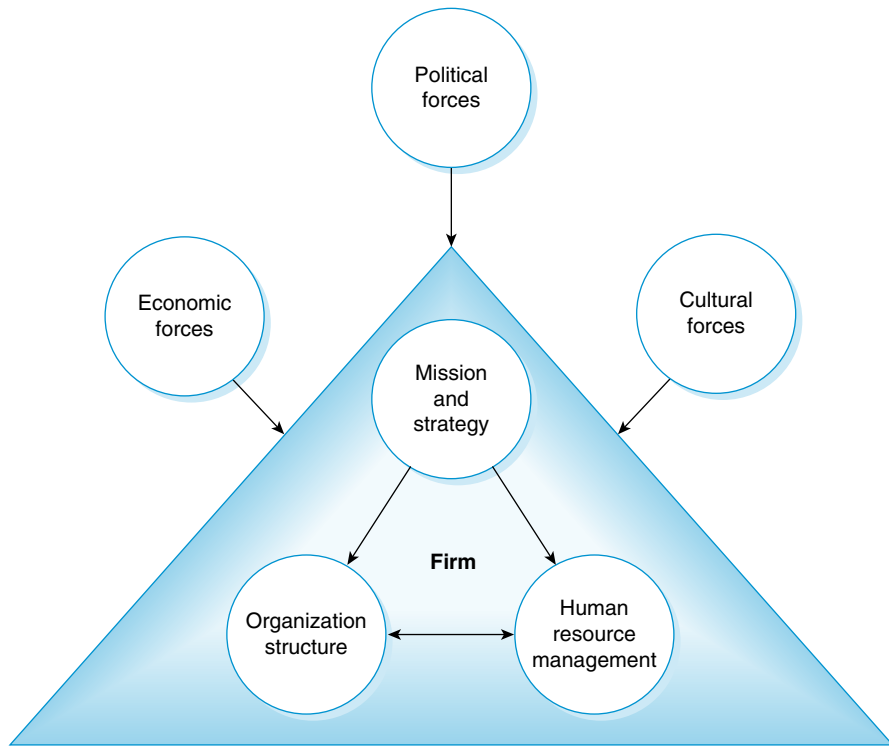 Political
forces
Economic
forces
Cultural
forces
Mission
and
strategy
Firm
Organization
structure
Human
resource
management